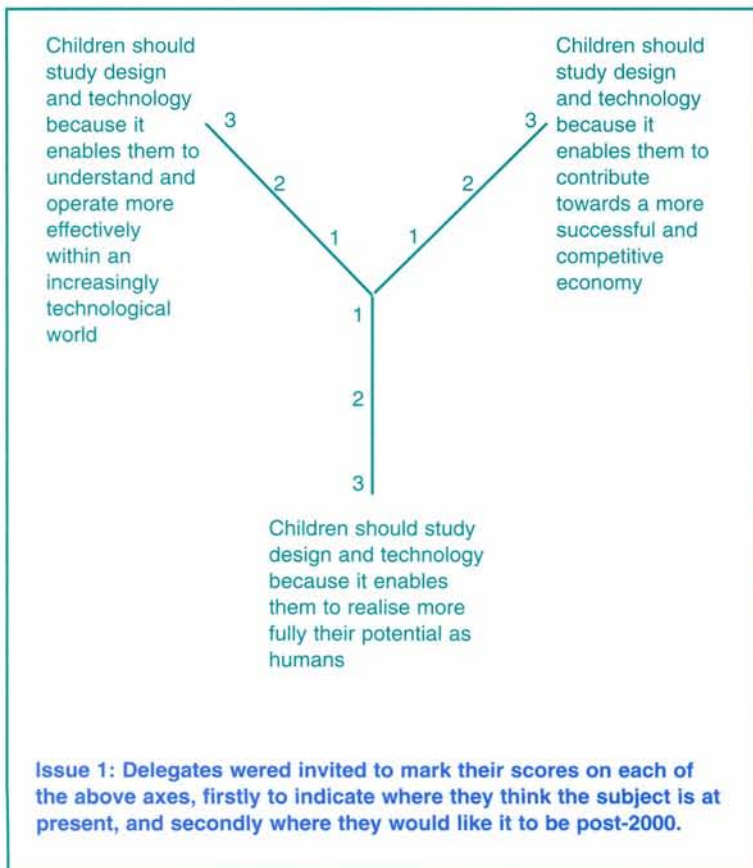 Children should
study design
and technology
because it
enables them to
understand and
operate more
effectively
within an
increasingly
technological
world
3
2
1
Children should
study design
and technology
because it
enables them to
contribute
towards a more
successful and
competitive
economy
3
2
1
1
2
3
Children should study
design and technology
because it enables
them to realise more
fully their potential as
humans
Issue 1: Delegates wered invited to mark their scores on each of
the above axes, firstly to indicate where they think the subject is at
present, and secondly where they would like it to be post-2000.